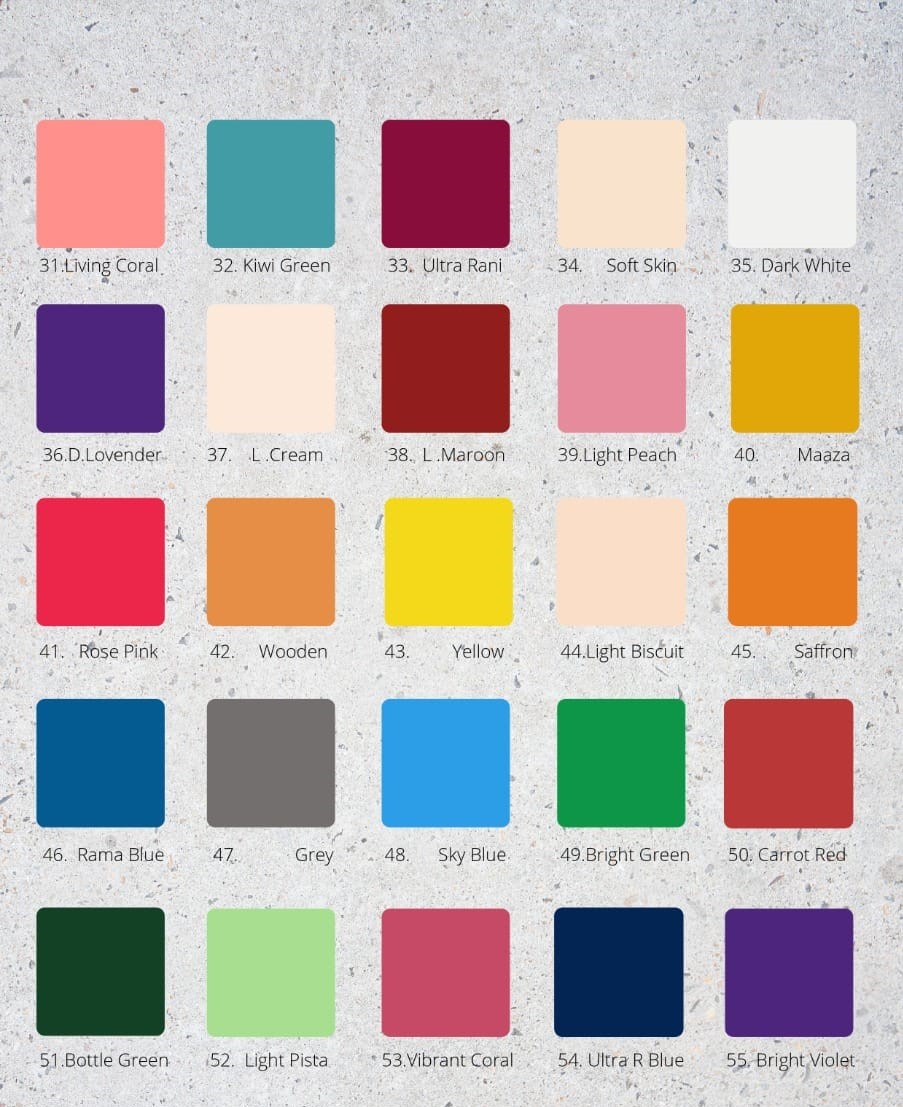 31.Living Coral
32. Kiwi Green
33. Ultra Rani
34. Soft Skin
35. Dark White
36.D.Lovender
37. L .Cream
38. L .Maroon
39.Light Peach
40. Maaza
41. Rose Pink
42. Wooden
43. Yellow
44.Light Biscuit
45. Saffron
46. Rama Blue
47. Grey
48. Sky Blue
49.Bright Green
50. Carrot Red
51.Bottle Green
52. Light Pista
53.Vibrant Coral
54. Ultra R Blue
55. Bright Violet